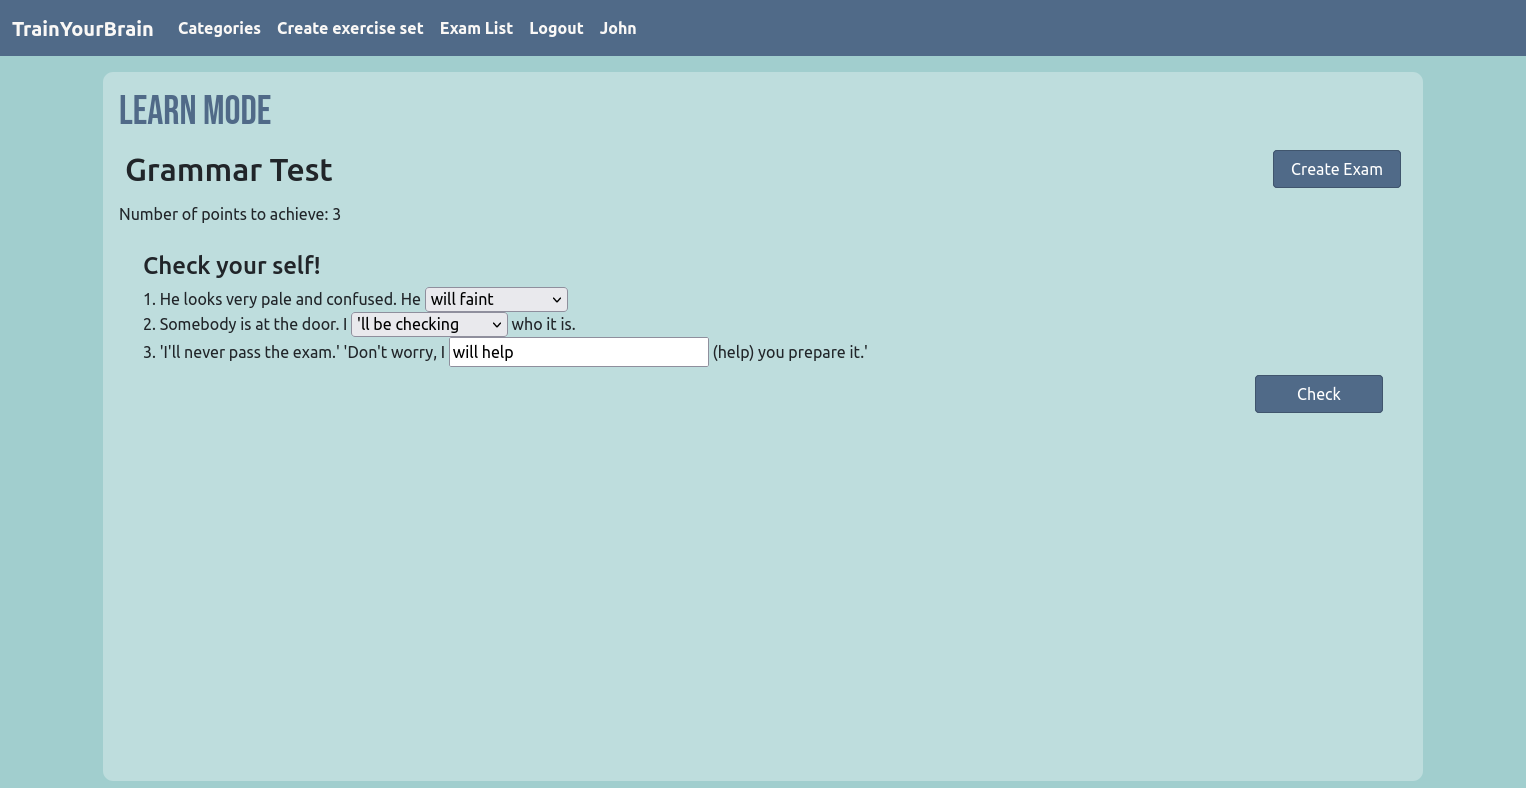 TrainYourBrain Categories Create exercise set Exam List Logout John
LEARN MODE
Grammar Test
Create Exam
Number of points to achieve: 3
Check your self!
1. He looks very pale and confused. He will faint
2. Somebody is at the door. I 'll be checking who it is.
3. 'I'll never pass the exam.' 'Don't worry, I will help (help) you prepare it.'
Check